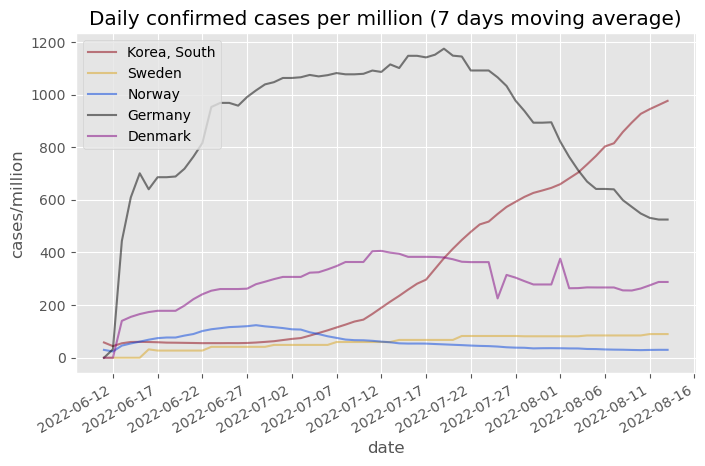 Daily confirmed cases per million (7 days moving average)
1200
1000
800
600
400
200
0
cases/million
Korea, South
Sweden
Norway
Germany
Denmark
2022-06-12
2022-06-17
2022-06-22
2022-06-27
2022-07-02
2022-07-07
2022-07-12
2022-07-17
2022-07-22
2022-07-27
2022-08-01
2022-08-06
2022-08-11
2022-08-16
date